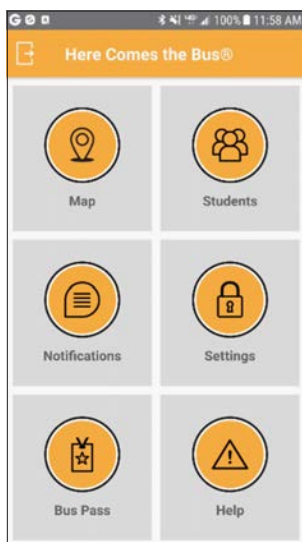 100% 11:58 AM
Here Comes the Bus®
Map
Students
Notifications
Settings
Bus Pass
Help